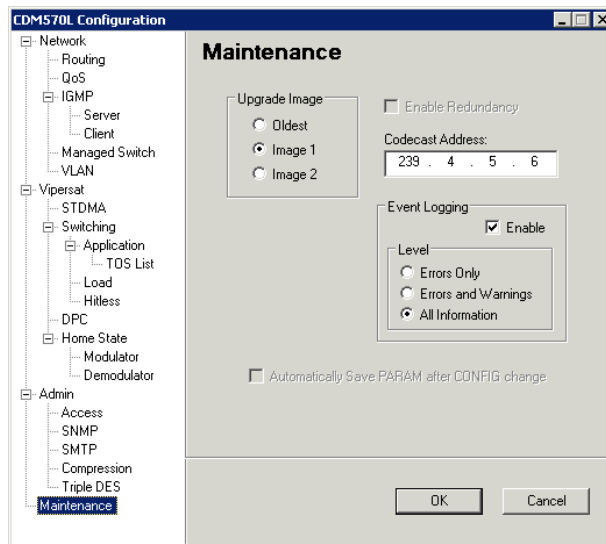 CDM570L Configuration
Network
Routing
QoS
IGMP
Server
Client
Managed Switch
VLAN
Vipersat
STDMA
Switching
Application
TOS List
Load
Hitless
DPC
Home State
Modulator
Demodulator
Admin
Access
SNMP
SMTP
Compression
Triple DES
Maintenance
Maintenance
Upgrade Image
Oldest
Image 1
Image 2
Enable Redundancy
Codecast Address:
239 . 4 . 5 . 6
Event Logging
Enable
Level
Errors Only
Errors and Warnings
All Information
Automatically Save PARAM after CONFIG change
OK
Cancel